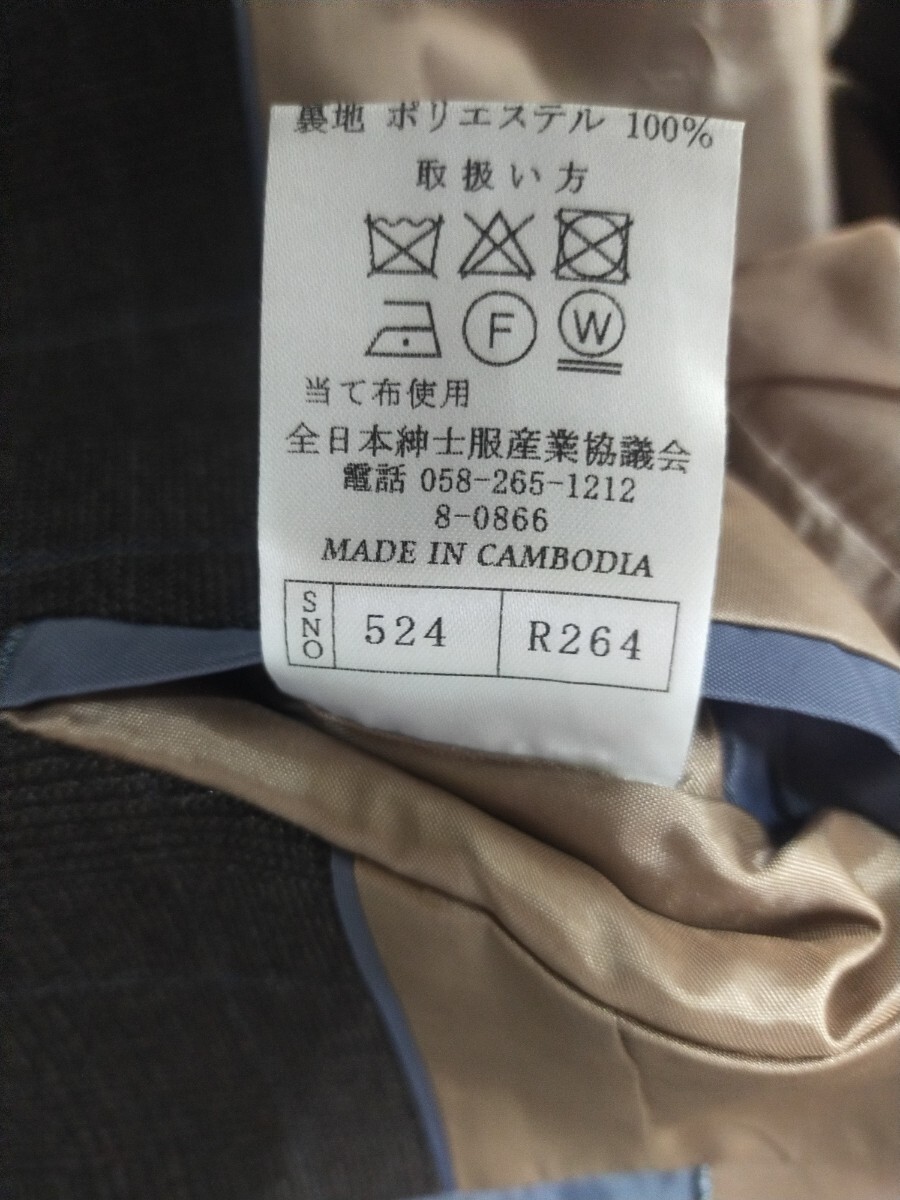 裏地 ポリエステル 100%
取扱い方
F W
当て布使用
全日本紳士服産業協議会
電話 058-265-1212
8-0866
MADE IN CAMBODIA
SNO 524 R264